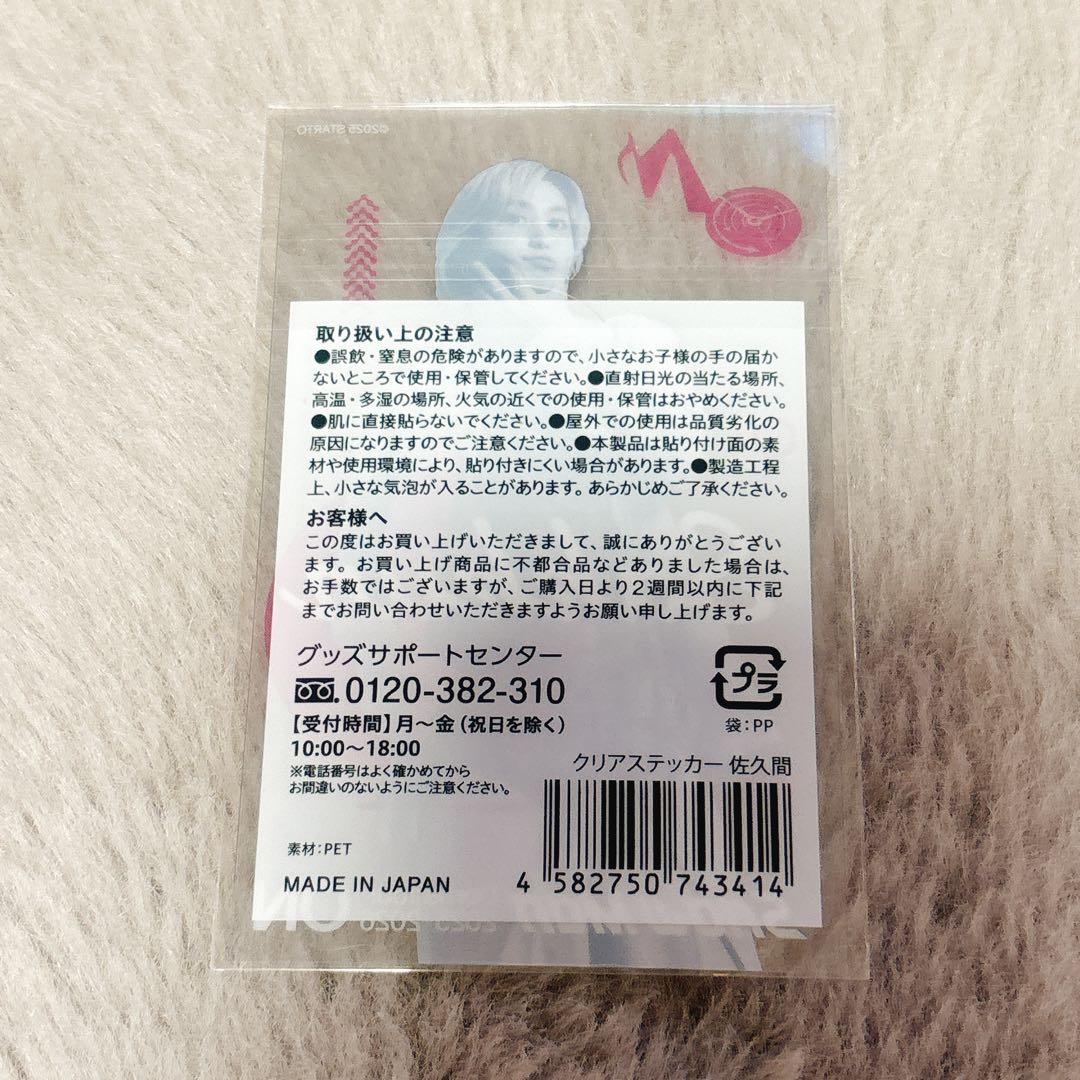 ©2025 STARTO
取り扱い上の注意
●誤飲・窒息の危険がありますので、小さなお子様の手の届か
ないところで使用・保管してください。●直射日光の当たる場所、
高温・多湿の場所、火気の近くでの使用・保管はおやめください。
●肌に直接貼らないでください。●屋外での使用は品質劣化の
原因になりますのでご注意ください。●本製品は貼り付け面の素
材や使用環境により、貼り付きにくい場合があります。●製造工程
上、小さな気泡が入ることがあります。あらかじめご了承ください。
お客様へ
この度はお買い上げいただきまして、誠にありがとうござい
ます。お買い上げ商品に不都合品などありました場合は、
お手数ではございますが、ご購入日より2週間以内に下記
までお問い合わせいただきますようお願い申し上げます。
グッズサポートセンター
0120-382-310
【受付時間】月〜金（祝日を除く）
10:00〜18:00
※電話番号はよく確かめてから
お間違いのないようにご注意ください。
プラ
袋：PP
クリアステッカー 佐久間
素材：PET
MADE IN JAPAN
4 582750 743414